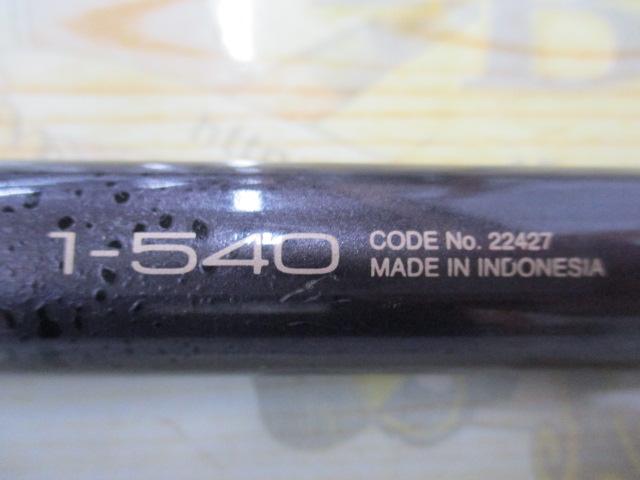 1-540
CODE No. 22427
MADE IN INDONESIA